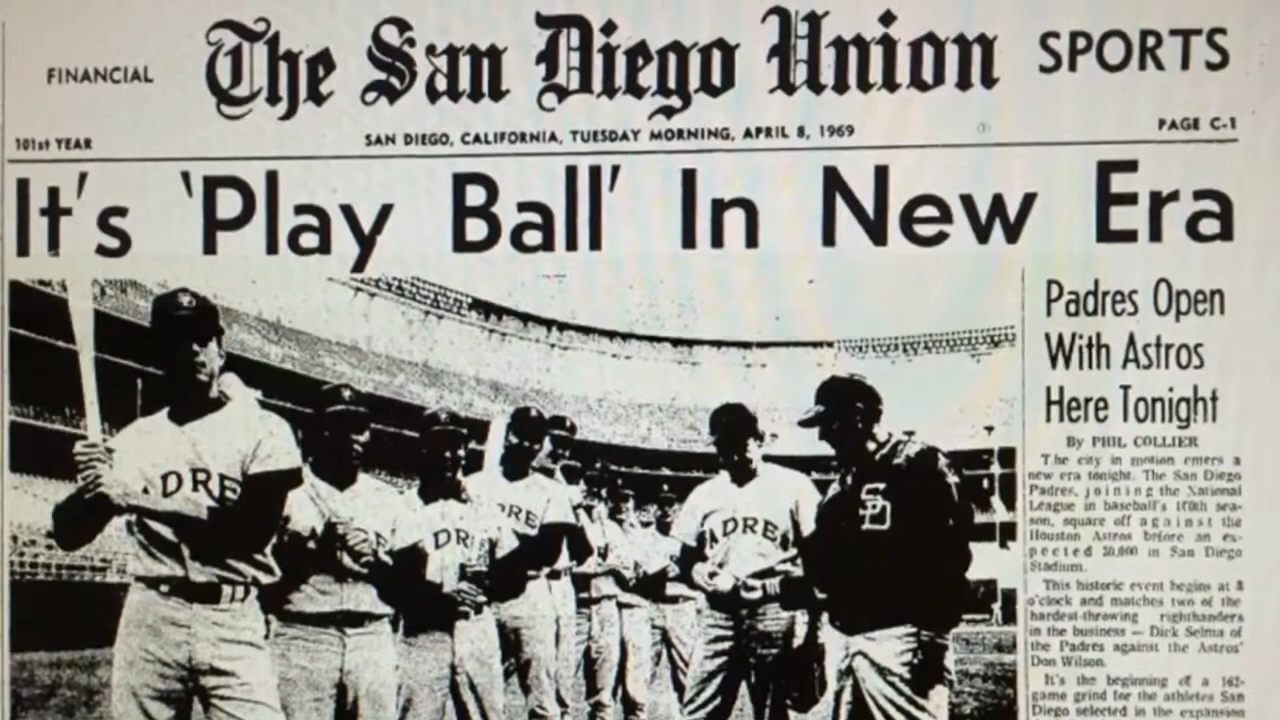 FINANCIAL
The San Diego Union
SPORTS
101st YEAR
SAN DIEGO, CALIFORNIA, TUESDAY MORNING, APRIL 8, 1969
PAGE C-1
It's 'Play Ball' In New Era
Padres Open
With Astros
Here Tonight
By PHIL COLLIER
The city in motion enters a
new era tonight. The San Diego
Padres, joining the National
League in baseball's 100th sea-
son, square off against the
Houston Astros before an ex-
pected 30,000 in San Diego
Stadium.
This historic event begins at 8
o'clock and matches two of the
hardest-throwing righthanders
in the business — Dick Selma of
the Padres against the Astros'
Don Wilson.
It's the beginning of a 162-
game grind for the athletes San
Diego selected in the expansion
DRE
DR
DRE
ADRE
SD